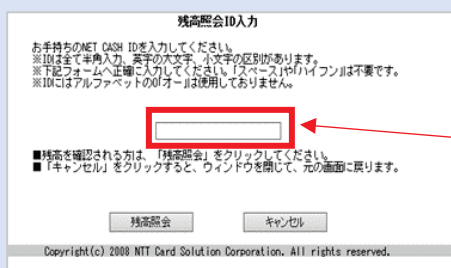 残高照会ID入力
お手持ちのNET CASH IDを入力してください。
※IDは全て半角入力、英字の大文字、小文字の区別があります。
※下記フォームへ正確に入力してください。「スペース」や「ハイフン」は不要です。
※IDにはアルファベットのO「オー」は使用しておりません。
■残高を確認される方は、「残高照会」をクリックしてください。
■「キャンセル」をクリックすると、ウィンドウを閉じて、元の画面に戻ります。
残高照会 キャンセル
Copyright(c) 2008 NTT Card Solution Corporation. All rights reserved.